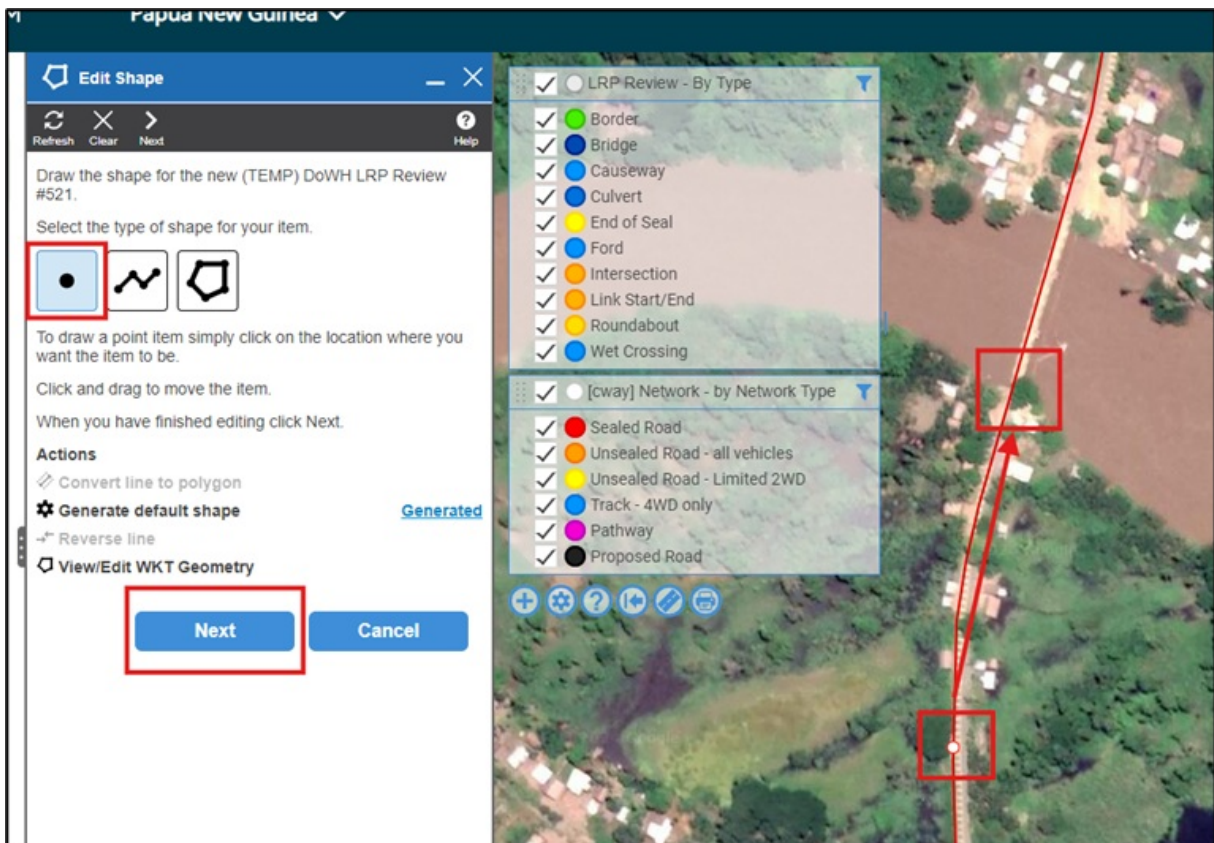 Papua New Guinea
Edit Shape
Refresh Clear Next Help
Draw the shape for the new (TEMP) DoWH LRP Review
#521.
Select the type of shape for your item.
To draw a point item simply click on the location where you
want the item to be.
Click and drag to move the item.
When you have finished editing click Next.
Actions
Convert line to polygon
Generate default shape Generated
Reverse line
View/Edit WKT Geometry
Next Cancel
LRP Review - By Type
Border
Bridge
Causeway
Culvert
End of Seal
Ford
Intersection
Link Start/End
Roundabout
Wet Crossing
[cway] Network - by Network Type
Sealed Road
Unsealed Road - all vehicles
Unsealed Road - Limited 2WD
Track - 4WD only
Pathway
Proposed Road